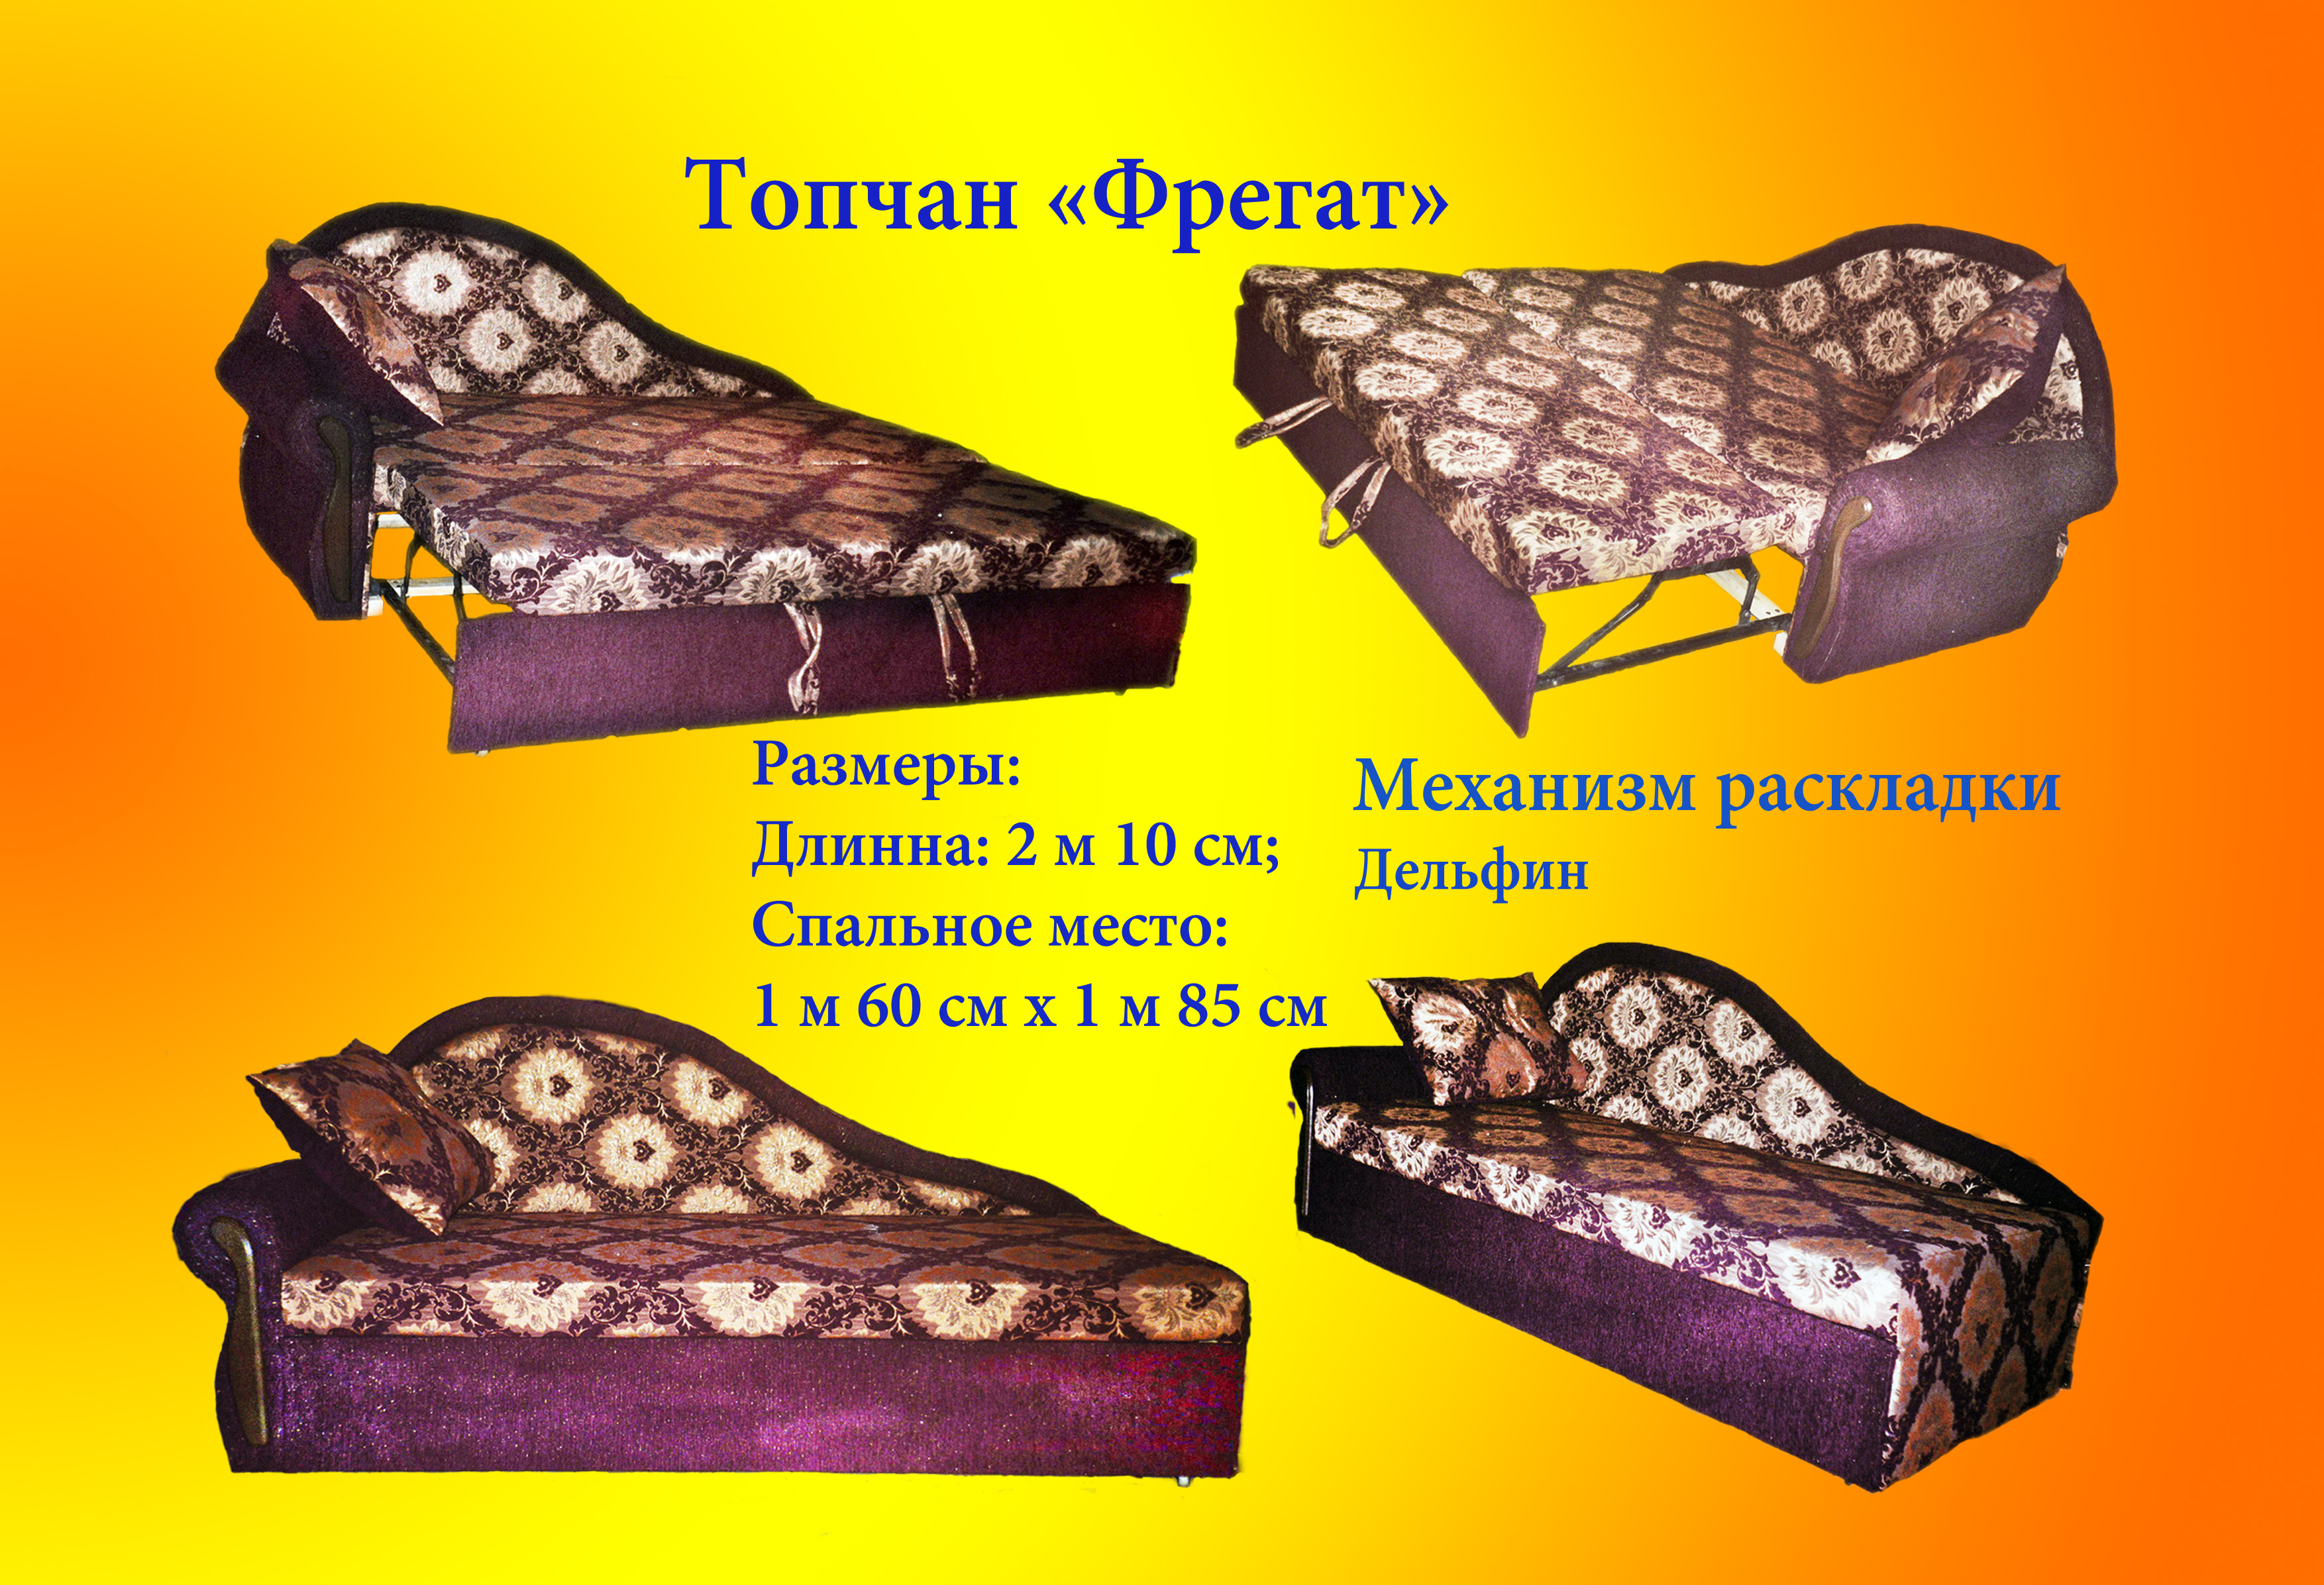 Топчан «Фрегат»
Размеры:
Длинна: 2 м 10 см;
Спальное место:
1 м 60 см х 1 м 85 см
Механизм раскладки
Дельфин